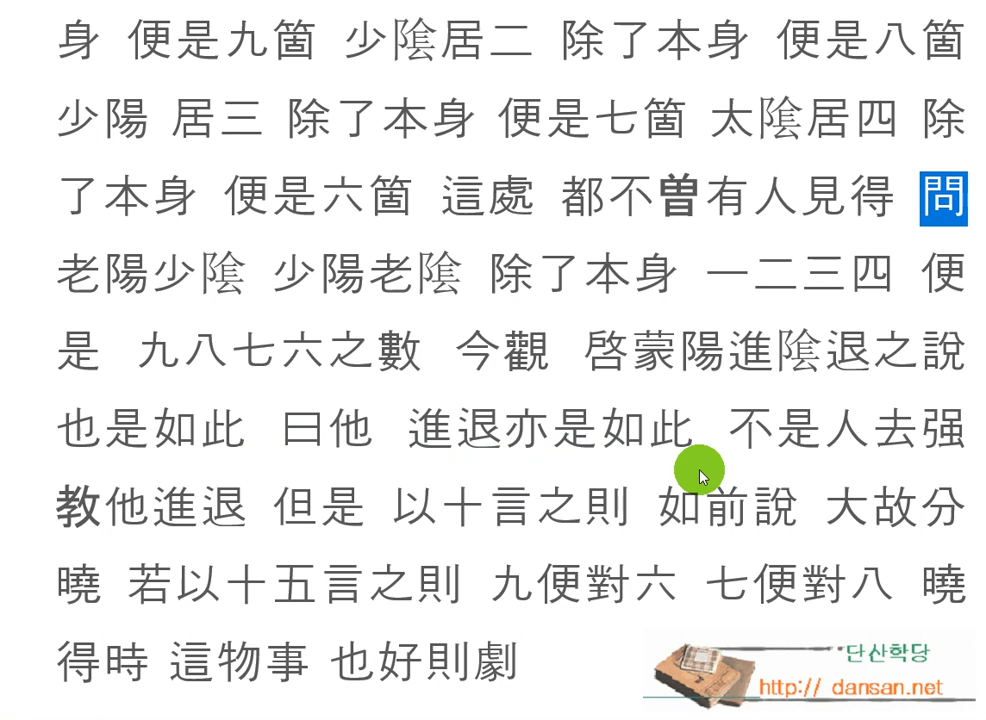 身 便是九箇 少陰居二 除了本身 便是八箇
少陽 居三 除了本身 便是七箇 太陰居四 除
了本身 便是六箇 這處 都不曽有人見得 問
老陽少陰 少陽老陰 除了本身 一二三四 便
是 九八七六之數 今觀 啓蒙陽進陰退之說
也是如此 曰他 進退亦是如此 不是人去强
教他進退 但是 以十言之則 如前說 大故分
曉 若以十五言之則 九便對六 七便對八 曉
得時 這物事 也好則劇
단산학당
http:// dansan.net